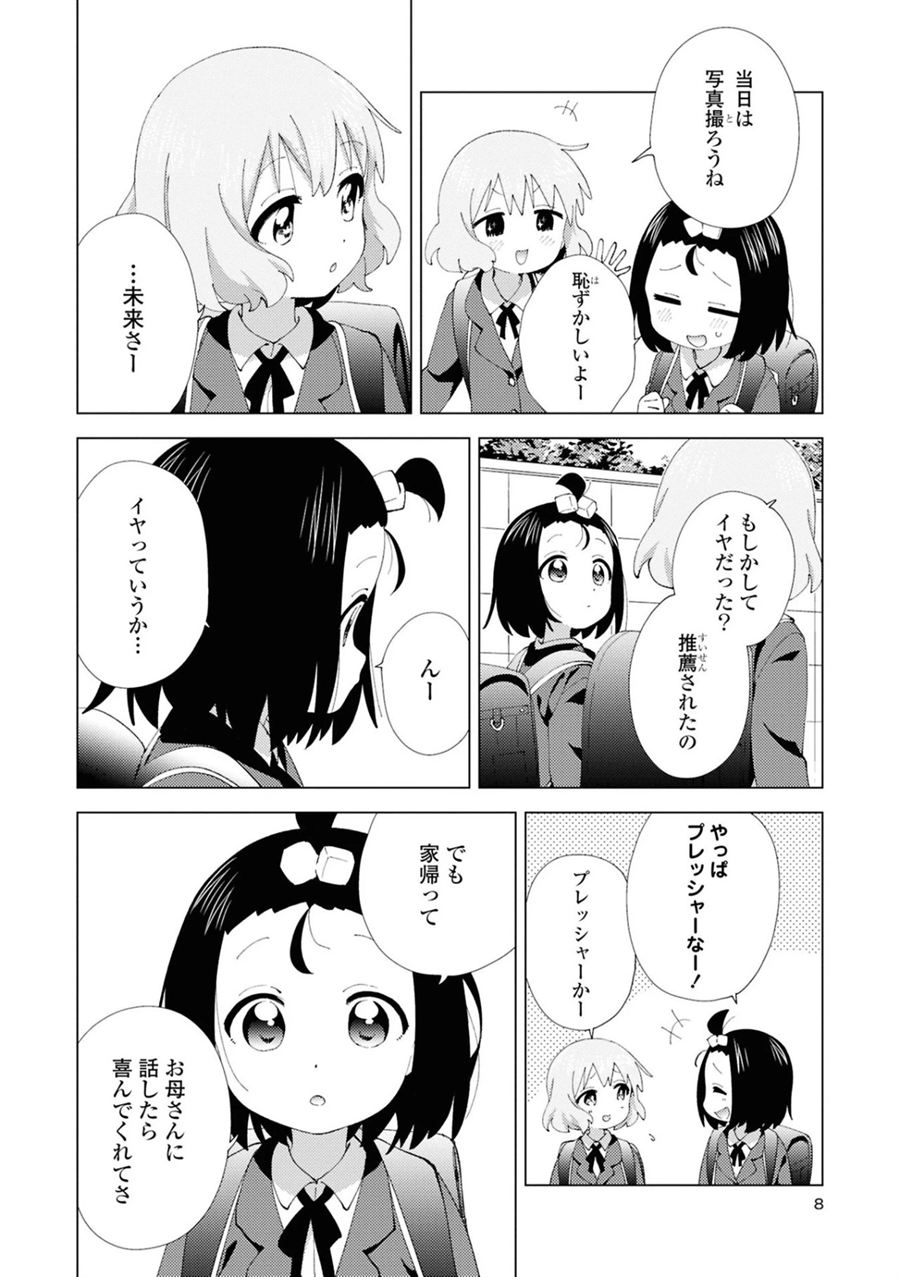 当日は
写真撮ろうね
恥ずかしいよー
…未来さー
もしかして
イヤだった？
推薦されたの
んー
イヤっていうか…
やっぱ
プレッシャーなー！
プレッシャーかー
でも
家帰って
お母さんに
話したら
喜んでくれてさ
8